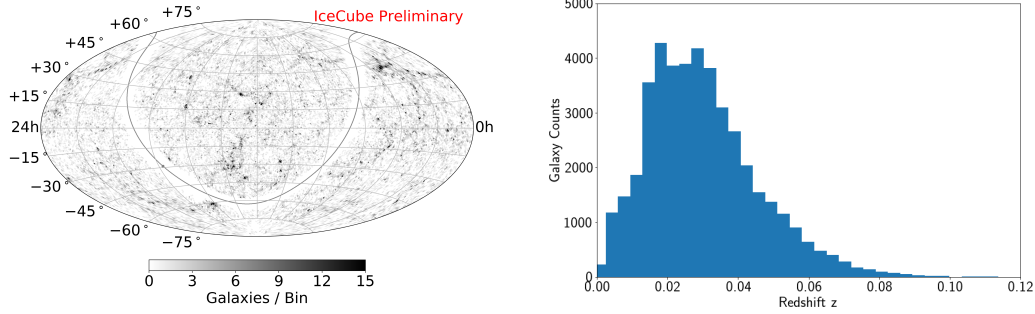 IceCube Preliminary
+75°
+60°
+45°
+30°
+15°
24h
0h
−15°
−30°
−45°
−60°
−75°
0 3 6 9 12 15
Galaxies / Bin
5000
4000
3000
2000
1000
0
Galaxy Counts
0.00 0.02 0.04 0.06 0.08 0.10 0.12
Redshift z